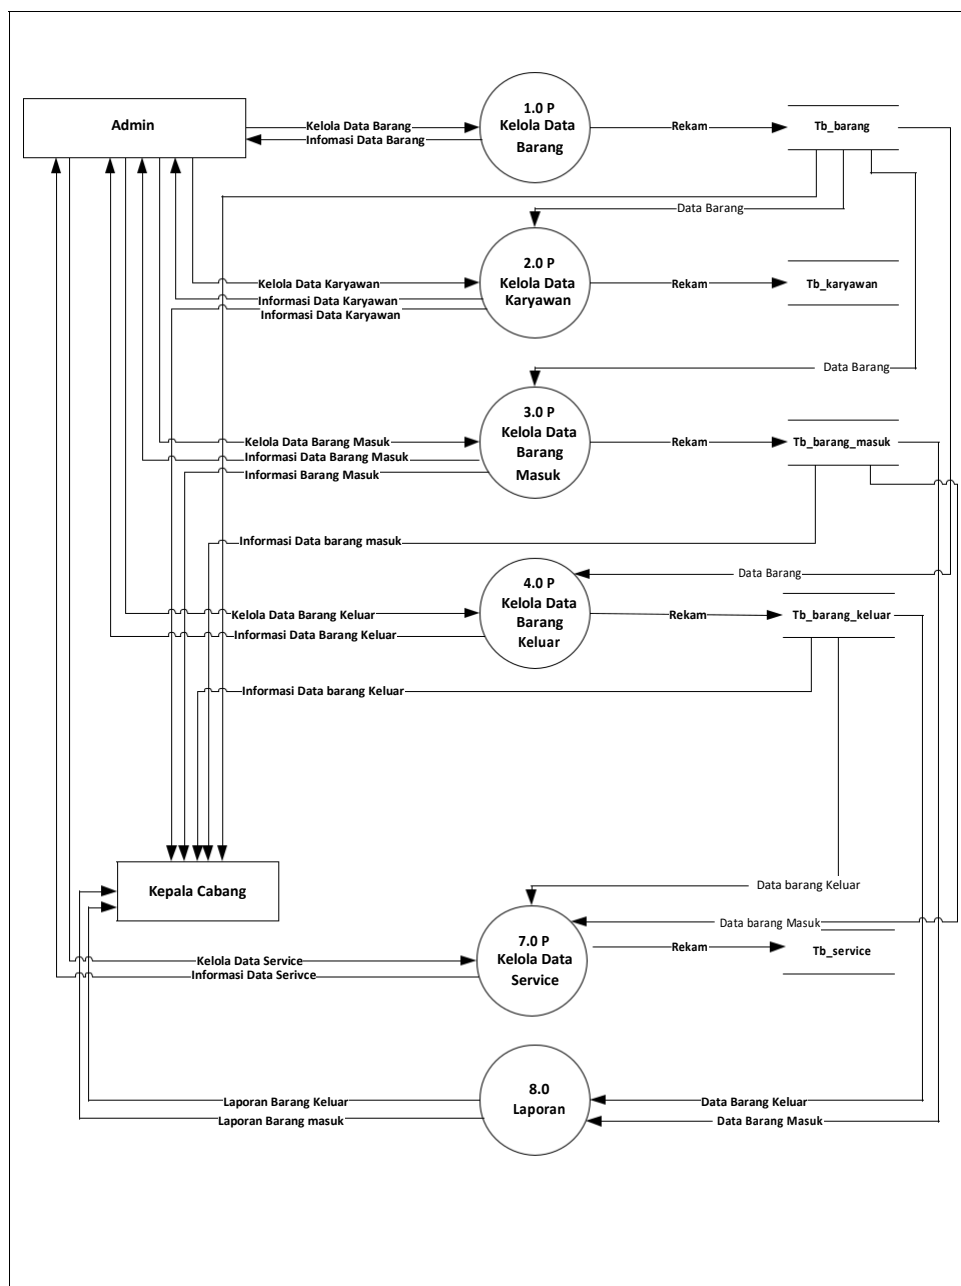 1.0 P
Kelola Data
Barang
Admin
Kelola Data Barang
Infomasi Data Barang
Rekam
Tb_barang
Data Barang
2.0 P
Kelola Data
Karyawan
Kelola Data Karyawan
Informasi Data Karyawan
Informasi Data Karyawan
Rekam
Tb_karyawan
Data Barang
3.0 P
Kelola Data
Barang
Masuk
Kelola Data Barang Masuk
Informasi Data Barang Masuk
Informasi Barang Masuk
Rekam
Tb_barang_masuk
Informasi Data barang masuk
Data Barang
4.0 P
Kelola Data
Barang
Keluar
Kelola Data Barang Keluar
Informasi Data Barang Keluar
Rekam
Tb_barang_keluar
Informasi Data barang Keluar
Kepala Cabang
Data barang Keluar
Data barang Masuk
7.0 P
Kelola Data
Service
Kelola Data Service
Informasi Data Serivce
Rekam
Tb_service
8.0
Laporan
Laporan Barang Keluar
Laporan Barang masuk
Data Barang Keluar
Data Barang Masuk